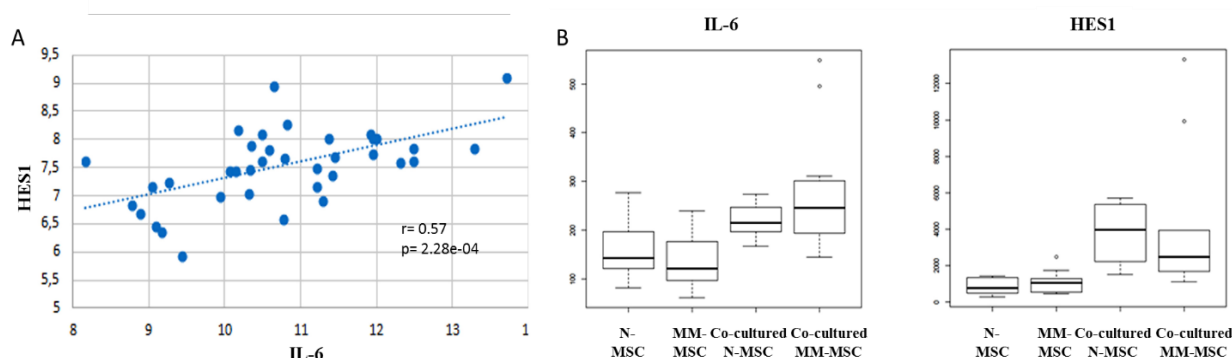 A
9,5
9
8,5
8
7,5
7
6,5
6
5,5
5
HES1
r= 0.57
p= 2.28e-04
8 9 10 11 12 13 1
IL-6
B
IL-6
500
400
300
200
100
N-
MSC
MM-
MSC
Co-cultured
N-MSC
Co-cultured
MM-MSC
HES1
12000
10000
8000
6000
4000
2000
0
N-
MSC
MM-
MSC
Co-cultured
N-MSC
Co-cultured
MM-MSC